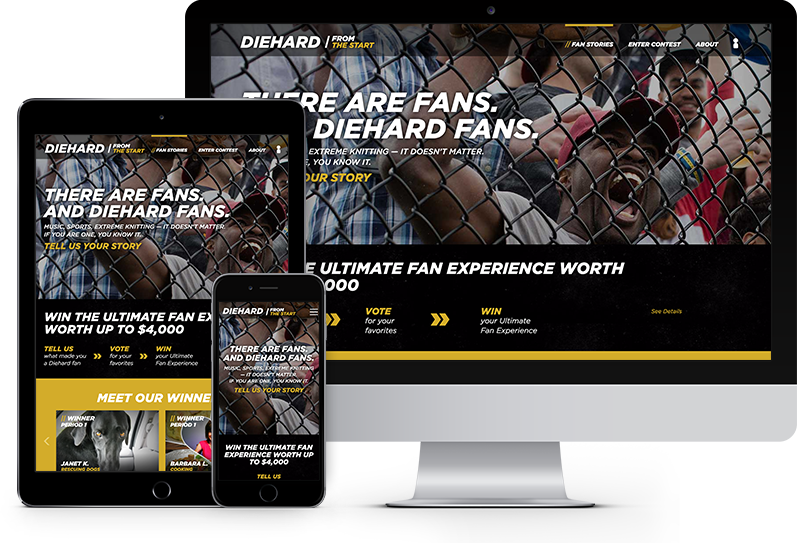 DIEHARD | FROM
THE START
// FAN STORIES
ENTER CONTEST
ABOUT
THERE ARE FANS.
DIEHARD FANS.
EXTREME KNITTING — IT DOESN'T MATTER.
, YOU KNOW IT.
OUR STORY
THE ULTIMATE FAN EXPERIENCE WORTH
,000
VOTE
for your
favorites
WIN
your Ultimate
Fan Experience
See Details
DIEHARD | FROM
THE START
// FAN STORIES
ENTER CONTEST
ABOUT
THERE ARE FANS.
AND DIEHARD FANS.
MUSIC, SPORTS, EXTREME KNITTING — IT DOESN'T MATTER.
IF YOU ARE ONE, YOU KNOW IT.
TELL US YOUR STORY
WIN THE ULTIMATE FAN EX
WORTH UP TO $4,000
TELL US
what made you
a Diehard fan
VOTE
for your
favorites
WIN
your Ultimate
Fan Experience
MEET OUR WINNE
// WINNER
PERIOD 1
JANET K.
RESCUING DOGS
// WINNER
PERIOD 1
BARBARA L.
COOKING
DIEHARD | FROM
THE START
THERE ARE FANS.
AND DIEHARD FANS.
MUSIC, SPORTS, EXTREME KNITTING
— IT DOESN'T MATTER.
IF YOU ARE ONE, YOU KNOW IT.
TELL US YOUR STORY
WIN THE ULTIMATE FAN
EXPERIENCE WORTH UP
TO $4,000
TELL US